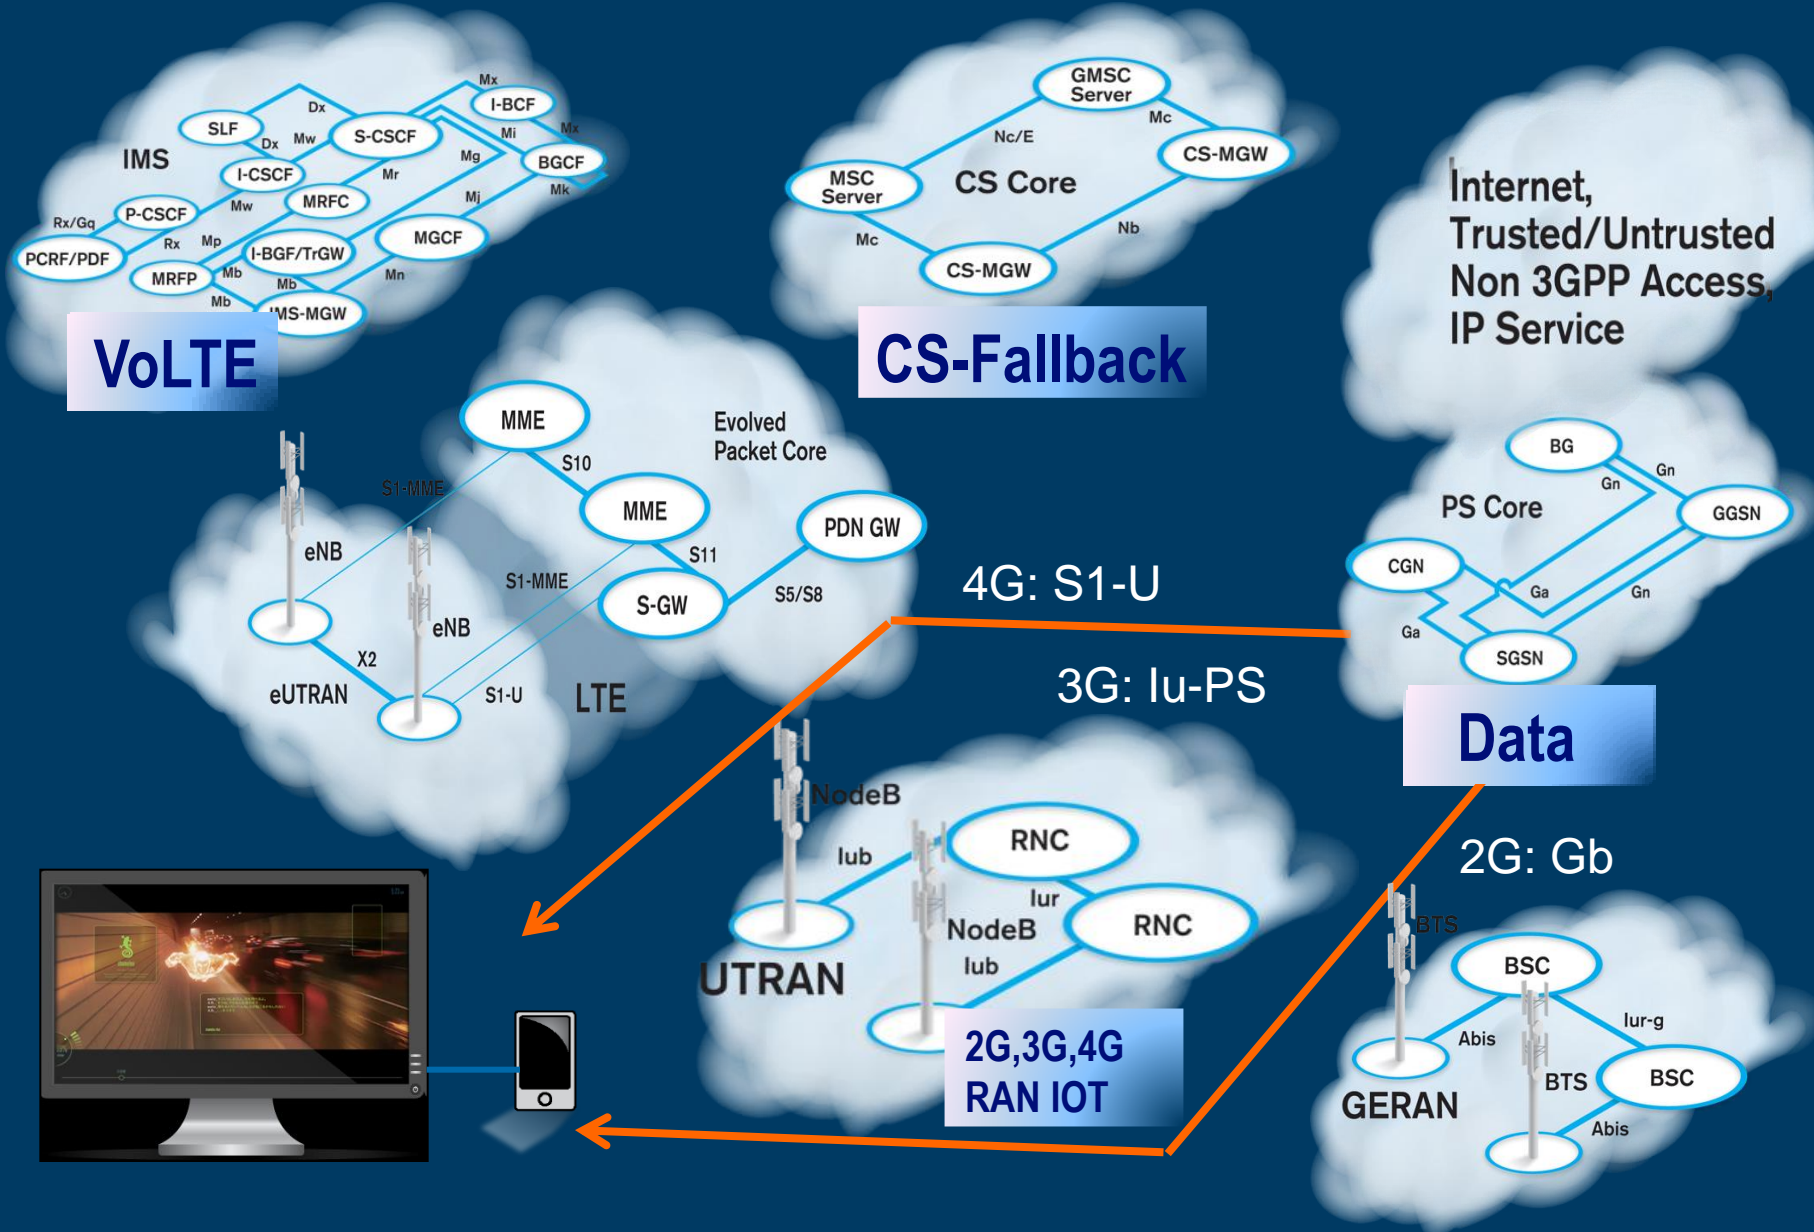 Mx
I-BCF
Dx
SLF
Mw
S-CSCF
Mi
Mx
Dx
IMS
Mg
BGCF
I-CSCF
Mr
Mk
MRFC
Mj
P-CSCF
Mw
Rx/Gq
MGCF
Rx
Mp
I-BGF/TrGW
PCRF/PDF
MRFP
Mb
Mb
Mn
Mb
IMS-MGW
VoLTE
GMSC
Server
Mc
Nc/E
CS-MGW
MSC
Server
CS Core
Nb
Mc
CS-MGW
CS-Fallback
Internet,
Trusted/Untrusted
Non 3GPP Access,
IP Service
MME
Evolved
Packet Core
S10
S1-MME
MME
PDN GW
eNB
S11
S1-MME
S-GW
S5/S8
eNB
X2
eUTRAN
S1-U
LTE
BG
Gn
Gn
PS Core
GGSN
CGN
Ga
Gn
Ga
SGSN
Data
4G: S1-U
3G: Iu-PS
2G: Gb
NodeB
RNC
Iub
Iur
NodeB
RNC
Iub
UTRAN
2G,3G,4G
RAN IOT
BTS
BSC
Iur-g
Abis
BTS
BSC
GERAN
Abis